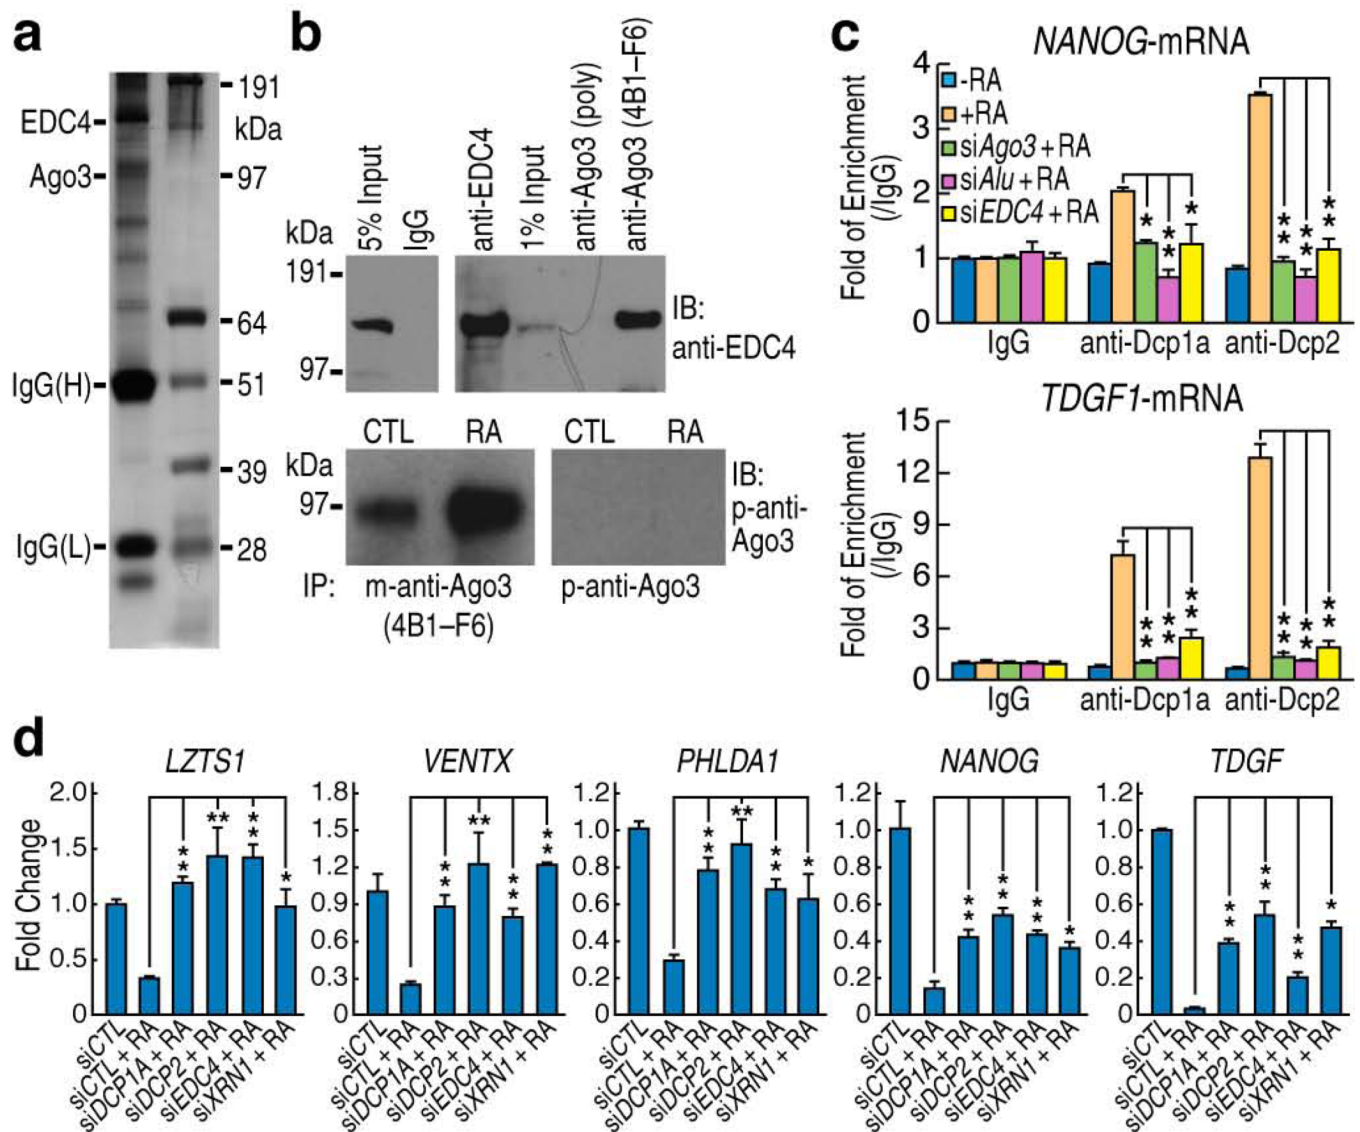 a
EDC4
Ago3
IgG(H)
IgG(L)
191
kDa
97
64
51
39
28
b
5% Input
IgG
anti-EDC4
1% Input
anti-Ago3 (poly)
anti-Ago3 (4B1–F6)
kDa
191
97
IB:
anti-EDC4
CTL RA CTL RA
kDa
97
IB:
p-anti-
Ago3
IP: m-anti-Ago3 p-anti-Ago3
(4B1–F6)
c
NANOG-mRNA
Fold of Enrichment
(/IgG)
4
3
2
1
0
-RA
+RA
siAgo3 + RA
siAlu + RA
siEDC4 + RA
* ** * ** ** **
IgG anti-Dcp1a anti-Dcp2
TDGF1-mRNA
Fold of Enrichment
(/IgG)
15
12
9
6
3
0
** ** ** ** ** **
IgG anti-Dcp1a anti-Dcp2
d
Fold Change
LZTS1
2.0
1.5
1.0
0.5
0
** ** ** *
siCTL
siCTL + RA
siDCP1A + RA
siDCP2 + RA
siEDC4 + RA
siXRN1 + RA
VENTX
1.8
1.5
1.2
0.9
0.6
0.3
0
** ** ** **
siCTL
siCTL + RA
siDCP1A + RA
siDCP2 + RA
siEDC4 + RA
siXRN1 + RA
PHLDA1
1.2
1.0
0.8
0.6
0.4
0.2
0
** ** ** *
siCTL
siCTL + RA
siDCP1A + RA
siDCP2 + RA
siEDC4 + RA
siXRN1 + RA
NANOG
1.2
1.0
0.8
0.6
0.4
0.2
0
** ** ** *
siCTL
siCTL + RA
siDCP1A + RA
siDCP2 + RA
siEDC4 + RA
siXRN1 + RA
TDGF
1.2
1.0
0.8
0.6
0.4
0.2
0
** ** ** *
siCTL
siCTL + RA
siDCP1A + RA
siDCP2 + RA
siEDC4 + RA
siXRN1 + RA